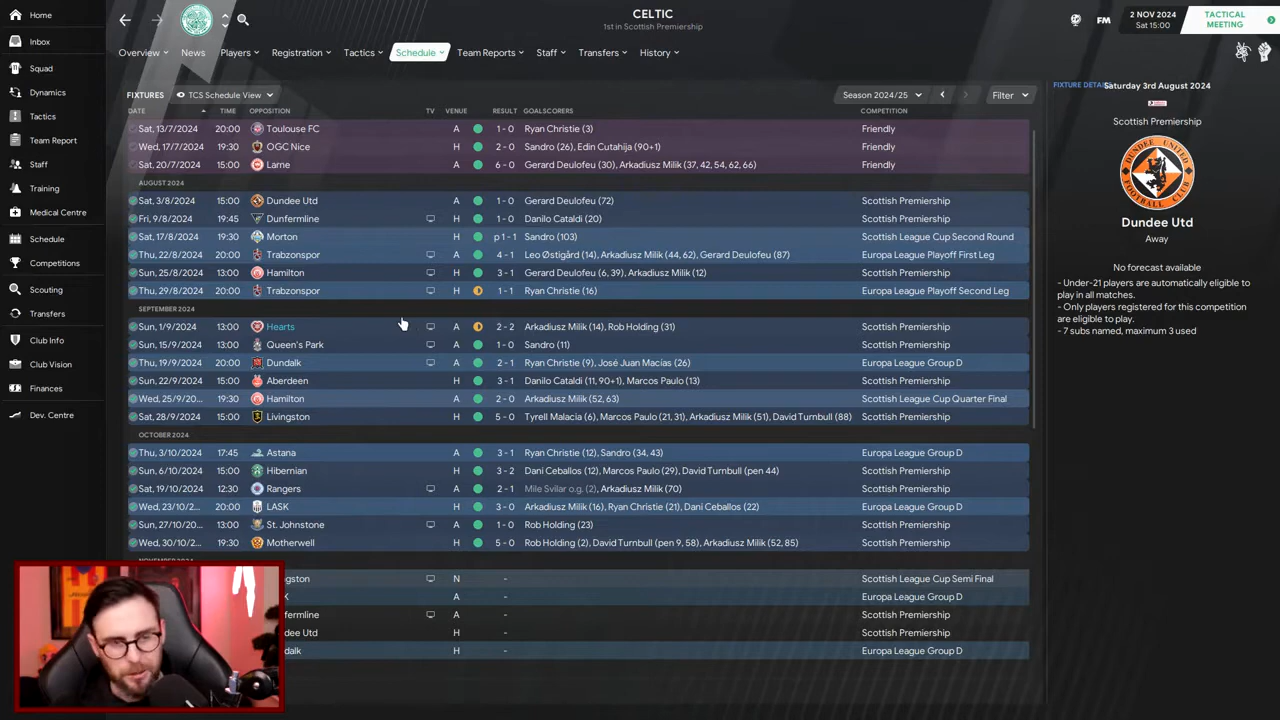 Home
CELTIC
1st in Scottish Premiership
FM
2 NOV 2024
Sat 15:00
TACTICAL
MEETING
Inbox
Squad
Dynamics
Tactics
Team Report
Staff
Training
Medical Centre
Schedule
Competitions
Scouting
Transfers
Club Info
Club Vision
Finances
Dev. Centre
Overview News Players Registration Tactics Schedule Team Reports Staff Transfers History
FIXTURES TCS Schedule View Season 2024/25 Filter
DATE TIME OPPOSITION TV VENUE RESULT GOALSCORERS COMPETITION
Sat, 13/7/2024 20:00 Toulouse FC A 1 - 0 Ryan Christie (3) Friendly
Wed, 17/7/2024 19:30 OGC Nice H 2 - 0 Sandro (26), Edin Cutahija (90+1) Friendly
Sat, 20/7/2024 15:00 Larne H 6 - 0 Gerard Deulofeu (30), Arkadiusz Milik (37, 42, 54, 62, 66) Friendly
AUGUST 2024
Sat, 3/8/2024 15:00 Dundee Utd A 1 - 0 Gerard Deulofeu (72) Scottish Premiership
Fri, 9/8/2024 19:45 Dunfermline H 1 - 0 Danilo Cataldi (20) Scottish Premiership
Sat, 17/8/2024 19:30 Morton H p 1 - 1 Sandro (103) Scottish League Cup Second Round
Thu, 22/8/2024 20:00 Trabzonspor A 4 - 1 Leo Østigård (14), Arkadiusz Milik (44, 62), Gerard Deulofeu (87) Europa League Playoff First Leg
Sun, 25/8/2024 13:00 Hamilton H 3 - 1 Gerard Deulofeu (6, 39), Arkadiusz Milik (12) Scottish Premiership
Thu, 29/8/2024 20:00 Trabzonspor H 1 - 1 Ryan Christie (16) Europa League Playoff Second Leg
SEPTEMBER 2024
Sun, 1/9/2024 13:00 Hearts A 2 - 2 Arkadiusz Milik (14), Rob Holding (31) Scottish Premiership
Sun, 15/9/2024 13:00 Queen's Park A 1 - 0 Sandro (11) Scottish Premiership
Thu, 19/9/2024 20:00 Dundalk H 2 - 1 Ryan Christie (9), José Juan Macías (26) Europa League Group D
Sun, 22/9/2024 15:00 Aberdeen H 3 - 1 Danilo Cataldi (11, 90+1), Marcos Paulo (13) Scottish Premiership
Wed, 25/9/20... 19:30 Hamilton A 2 - 0 Arkadiusz Milik (52, 63) Scottish League Cup Quarter Final
Sat, 28/9/2024 15:00 Livingston H 5 - 0 Tyrell Malacia (6), Marcos Paulo (21, 31), Arkadiusz Milik (51), David Turnbull (88) Scottish Premiership
OCTOBER 2024
Thu, 3/10/2024 17:45 Astana A 3 - 1 Ryan Christie (12), Sandro (34, 43) Europa League Group D
Sun, 6/10/2024 15:00 Hibernian H 3 - 2 Dani Ceballos (12), Marcos Paulo (29), David Turnbull (pen 44) Scottish Premiership
Sat, 19/10/2024 12:30 Rangers A 2 - 1 Mile Svilar o.g. (2), Arkadiusz Milik (70) Scottish Premiership
Wed, 23/10/2... 20:00 LASK H 3 - 0 Arkadiusz Milik (16), Ryan Christie (21), Dani Ceballos (22) Europa League Group D
Sun, 27/10/20... 13:00 St. Johnstone A 1 - 0 Rob Holding (23) Scottish Premiership
Wed, 30/10/2... 19:30 Motherwell H 5 - 0 Rob Holding (2), David Turnbull (pen 9, 58), Arkadiusz Milik (52, 85) Scottish Premiership
NOVEMBER 2024
ngston N - Scottish League Cup Semi Final
K A - Europa League Group D
fermline A - Scottish Premiership
dee Utd H - Scottish Premiership
dalk A - Europa League Group D
FIXTURE DETAILS
Saturday 3rd August 2024
Scottish Premiership
DUNDEE UNITED
FOOTBALL CLUB
Dundee Utd
Away
No forecast available
- Under-21 players are automatically eligible to
play in all matches.
- Only players registered for this competition
are eligible to play.
- 7 subs named, maximum 3 used